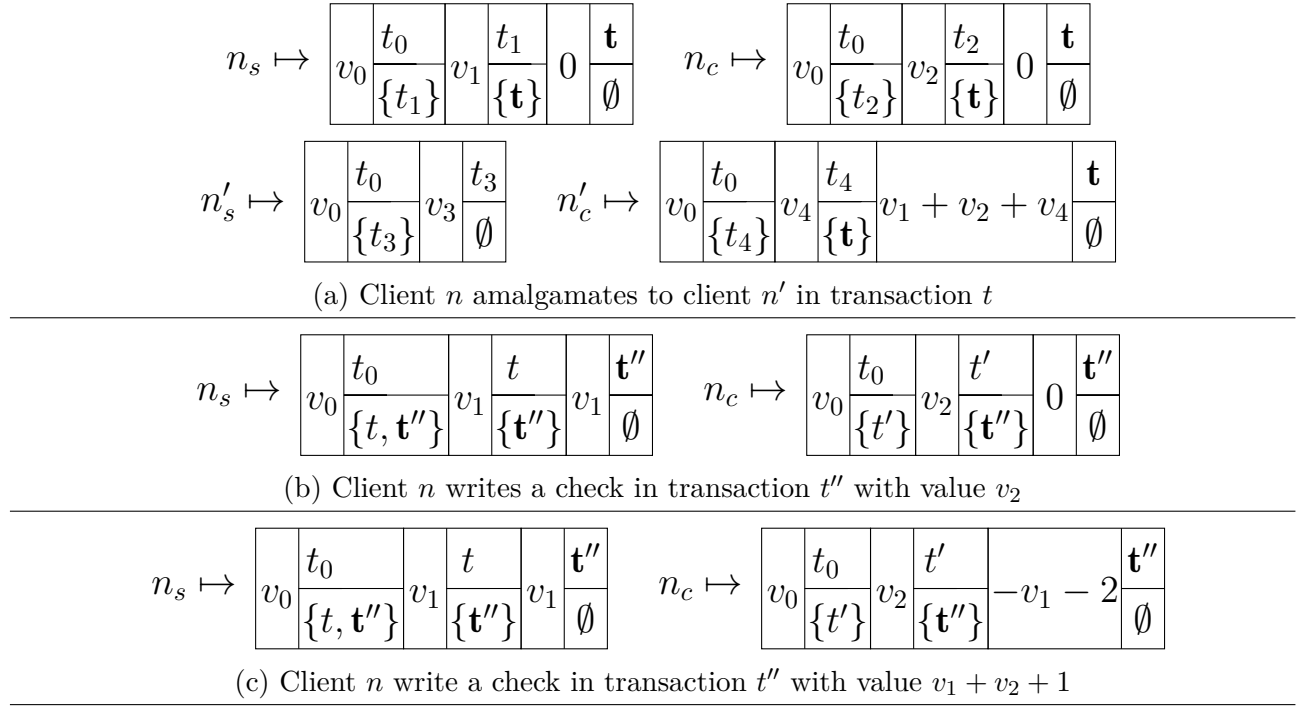 n_s ↦ v_0 t_0 {t_1} v_1 t_1 {𝐭} 0 𝐭 ∅ n_c ↦ v_0 t_0 {t_2} v_2 t_2 {𝐭} 0 𝐭 ∅
n'_s ↦ v_0 t_0 {t_3} v_3 t_3 ∅ n'_c ↦ v_0 t_0 {t_4} v_4 t_4 {𝐭} v_1 + v_2 + v_4 𝐭 ∅
(a) Client n amalgamates to client n′ in transaction t
n_s ↦ v_0 t_0 {t, 𝐭″} v_1 t {𝐭″} v_1 𝐭″ ∅ n_c ↦ v_0 t_0 {t′} v_2 t′ {𝐭″} 0 𝐭″ ∅
(b) Client n writes a check in transaction t″ with value v_2
n_s ↦ v_0 t_0 {t, 𝐭″} v_1 t {𝐭″} v_1 𝐭″ ∅ n_c ↦ v_0 t_0 {t′} v_2 t′ {𝐭″} −v_1 − 2 𝐭″ ∅
(c) Client n write a check in transaction t″ with value v_1 + v_2 + 1